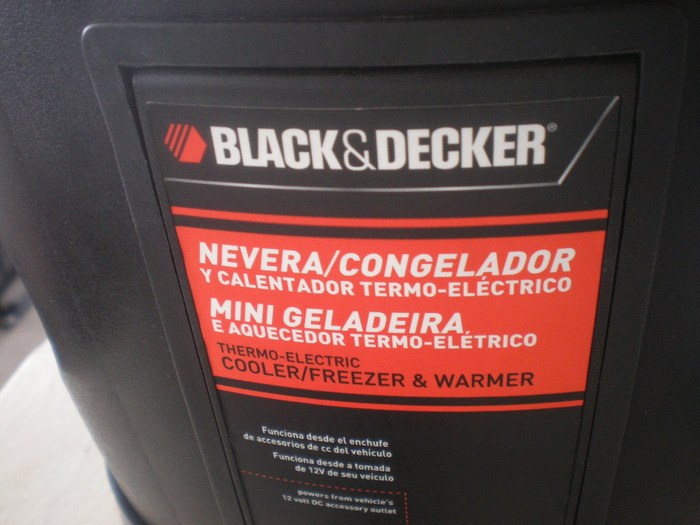 BLACK&DECKER®
NEVERA/CONGELADOR
Y CALENTADOR TERMO-ELÉCTRICO
MINI GELADEIRA
E AQUECEDOR TERMO-ELÉTRICO
THERMO-ELECTRIC
COOLER/FREEZER & WARMER
Funciona desde el enchufe
de accesorios de cc del vehículo
Funciona desde a tomada
de 12V de seu veículo
powers from vehicle's
12 volt DC accessory outlet